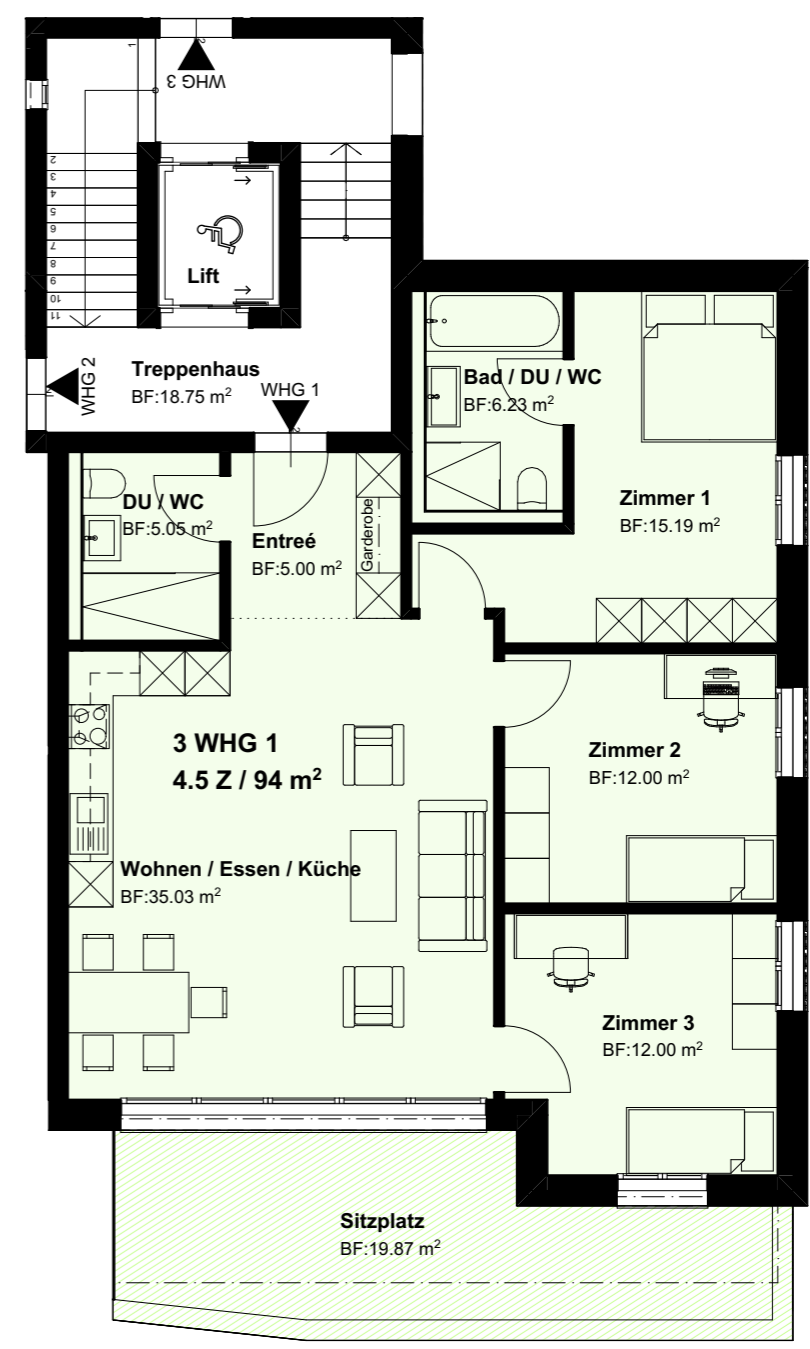 WHG 3
1
2
3
4
5
6
7
8
9
10
11
Lift
Treppenhaus
BF:18.75 m²
WHG 2
WHG 1
Bad / DU / WC
BF:6.23 m²
DU / WC
BF:5.05 m²
Entreé
BF:5.00 m²
Garderobe
Zimmer 1
BF:15.19 m²
3 WHG 1
4.5 Z / 94 m²
Zimmer 2
BF:12.00 m²
Wohnen / Essen / Küche
BF:35.03 m²
Zimmer 3
BF:12.00 m²
Sitzplatz
BF:19.87 m²